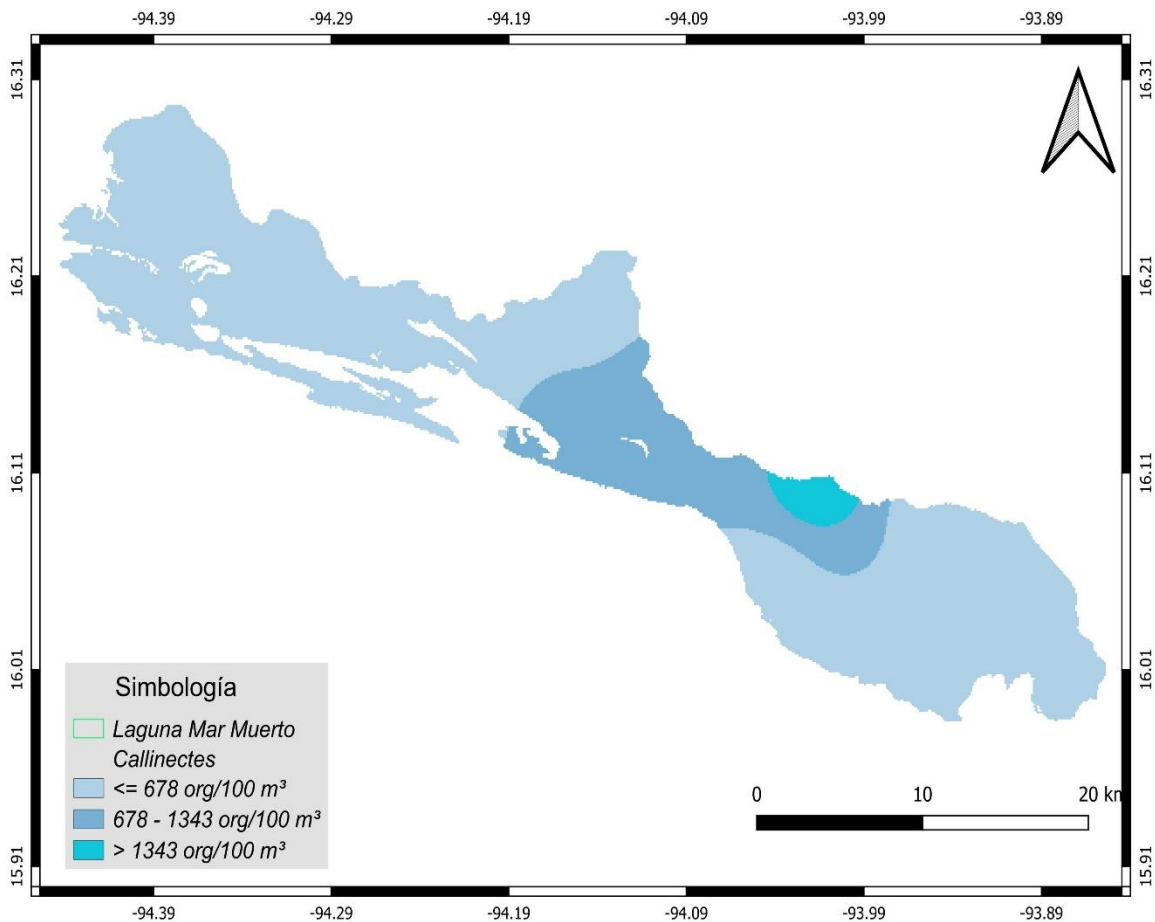 -94.39 -94.29 -94.19 -94.09 -93.99 -93.89
16.31 16.31
16.21 16.21
16.11 16.11
16.01 16.01
15.91 15.91
Simbología
Laguna Mar Muerto
Callinectes
<= 678 org/100 m³
678 - 1343 org/100 m³
> 1343 org/100 m³
0 10 20 km
-94.39 -94.29 -94.19 -94.09 -93.99 -93.89